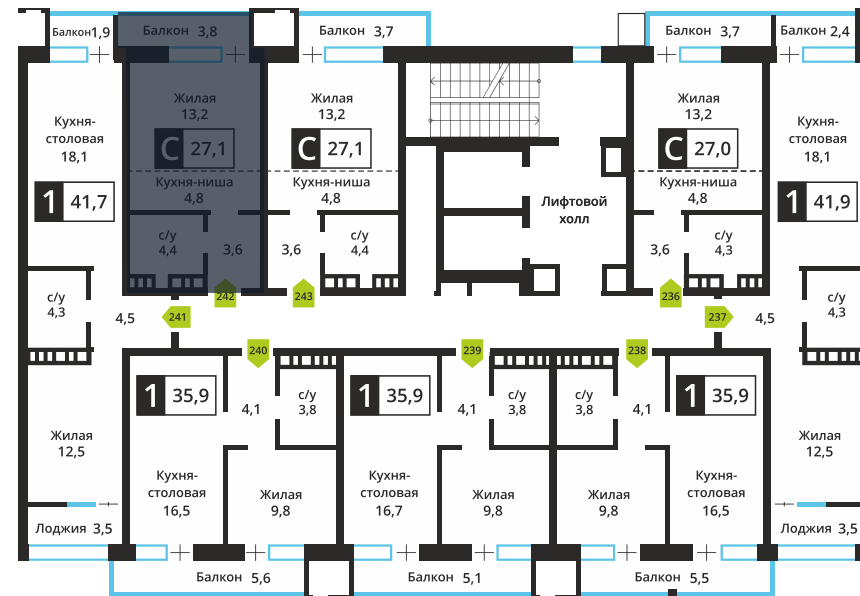 Балкон 1,9
Балкон 3,8
Балкон 3,7
Балкон 3,7
Балкон 2,4
Кухня-
столовая
18,1
1 41,7
Жилая
13,2
С 27,1
Кухня-ниша
4,8
Жилая
13,2
С 27,1
Кухня-ниша
4,8
Лифтовой
холл
Жилая
13,2
С 27,0
Кухня-ниша
4,8
Кухня-
столовая
18,1
1 41,9
с/у
4,4
3,6
3,6
с/у
4,4
3,6
с/у
4,3
с/у
4,3
4,5
241
242
243
236
237
4,5
с/у
4,3
240
239
238
1 35,9
4,1
с/у
3,8
1 35,9
4,1
с/у
3,8
с/у
3,8
4,1
1 35,9
Жилая
12,5
Кухня-
столовая
16,5
Жилая
9,8
Кухня-
столовая
16,7
Жилая
9,8
Жилая
9,8
Кухня-
столовая
16,5
Жилая
12,5
Лоджия 3,5
Лоджия 3,5
Балкон 5,6
Балкон 5,1
Балкон 5,5